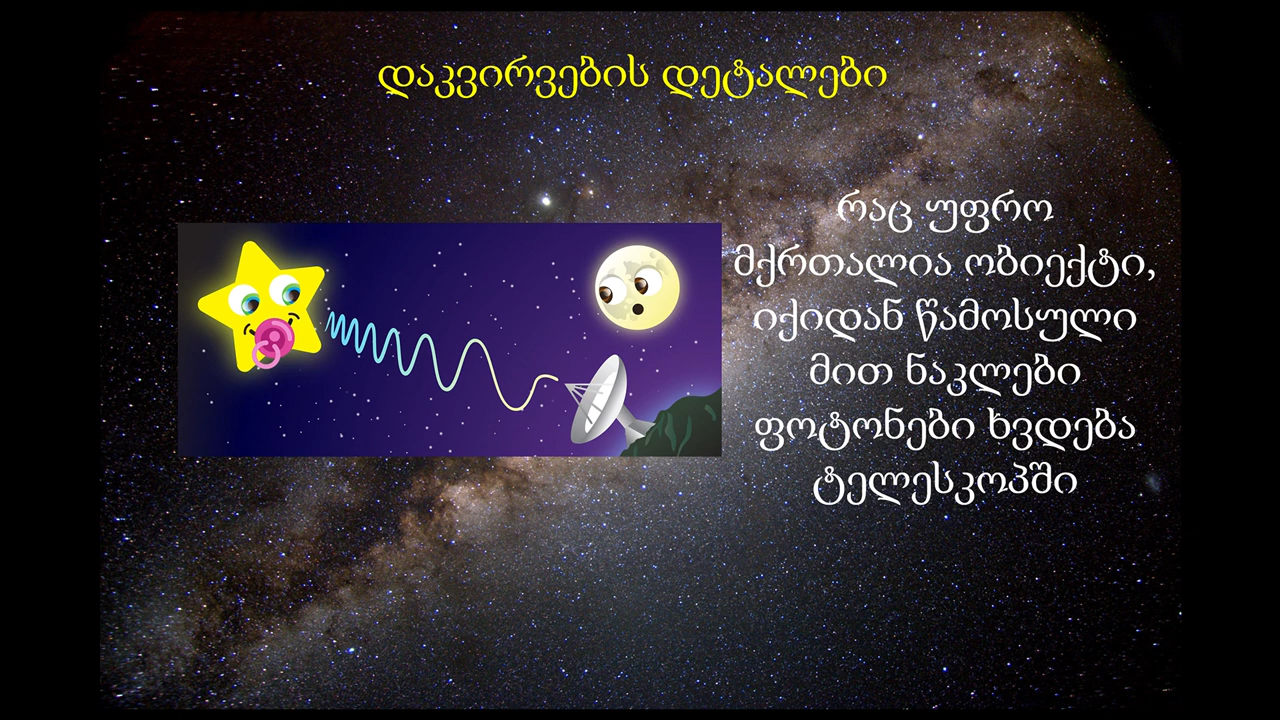 დაკვირვების დეტალები
რაც უფრო
მქრთალია ობიექტი,
იქიდან წამოსული
მით ნაკლები
ფოტონები ხვდება
ტელესკოპში